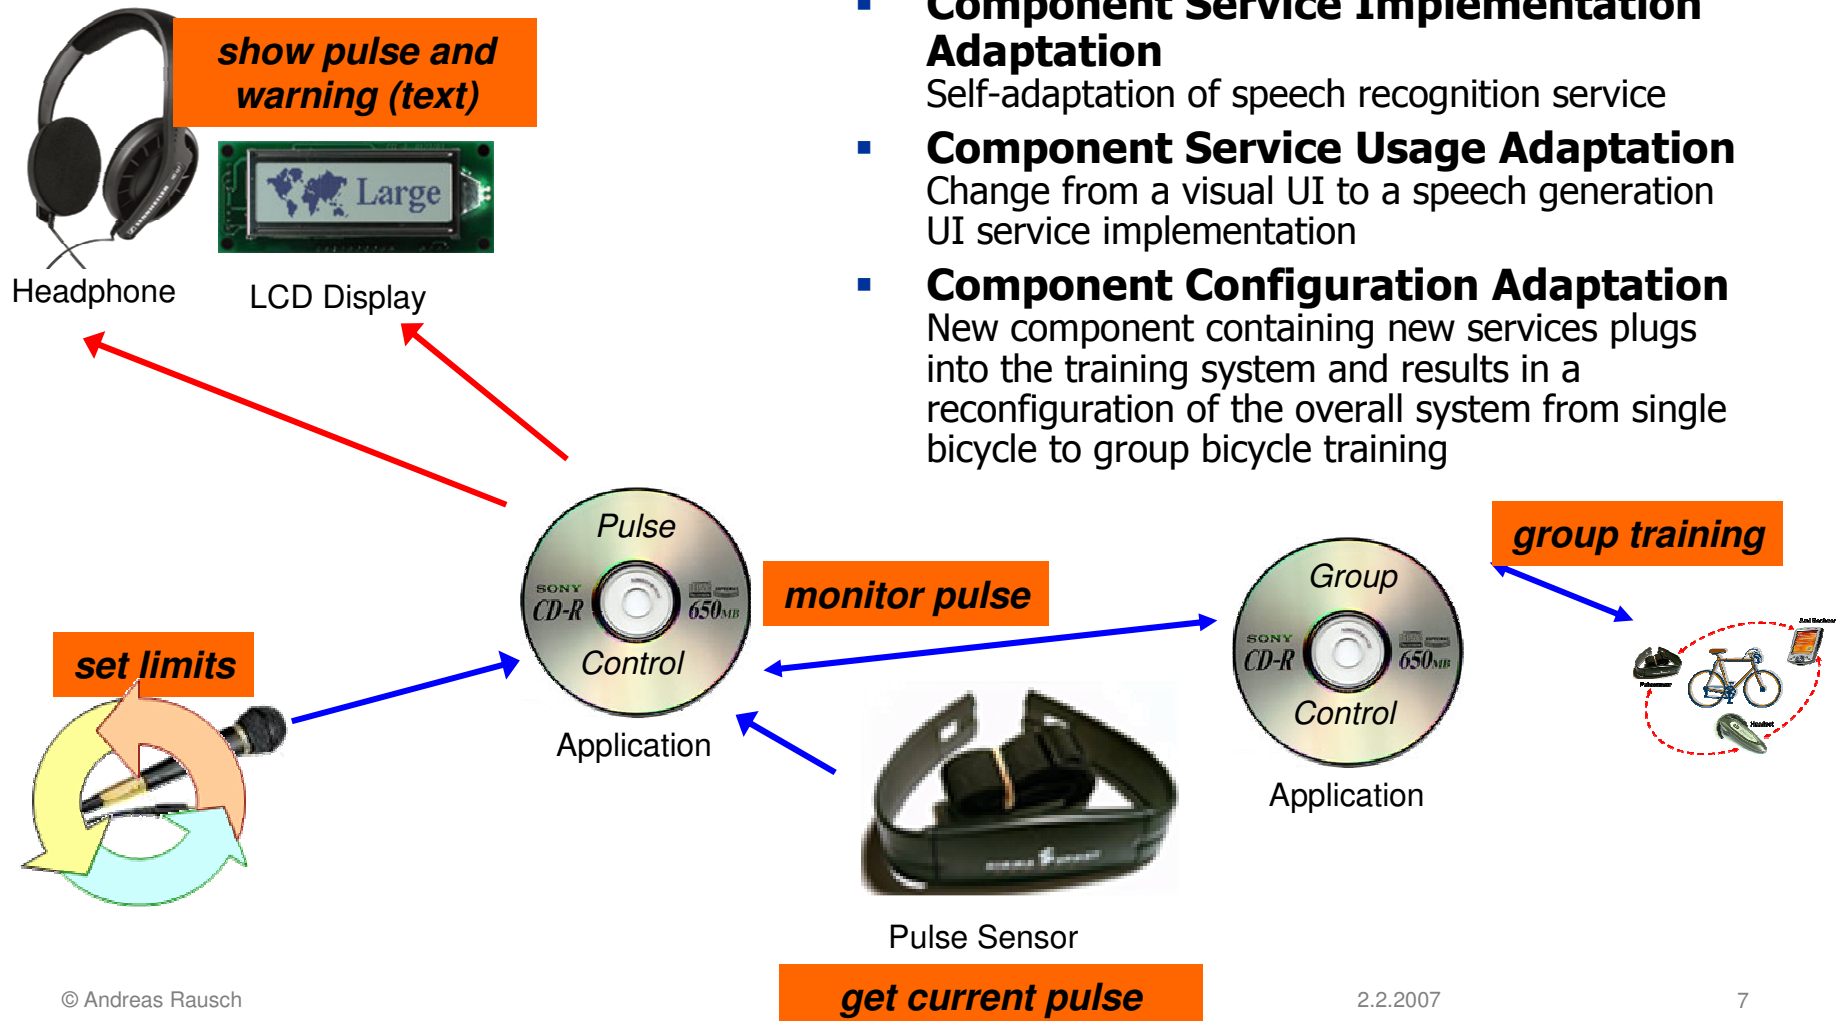 Component Service Implementation
Adaptation
Self-adaptation of speech recognition service
Component Service Usage Adaptation
Change from a visual UI to a speech generation
UI service implementation
Component Configuration Adaptation
New component containing new services plugs
into the training system and results in a
reconfiguration of the overall system from single
bicycle to group bicycle training
show pulse and
warning (text)
Large
Headphone
LCD Display
Pulse
SONY
CD-R
650MB
Control
Application
monitor pulse
set limits
Group
SONY
CD-R
650MB
Control
Application
group training
Pulssensor
Headset
Pulse Sensor
get current pulse
© Andreas Rausch
2.2.2007
7